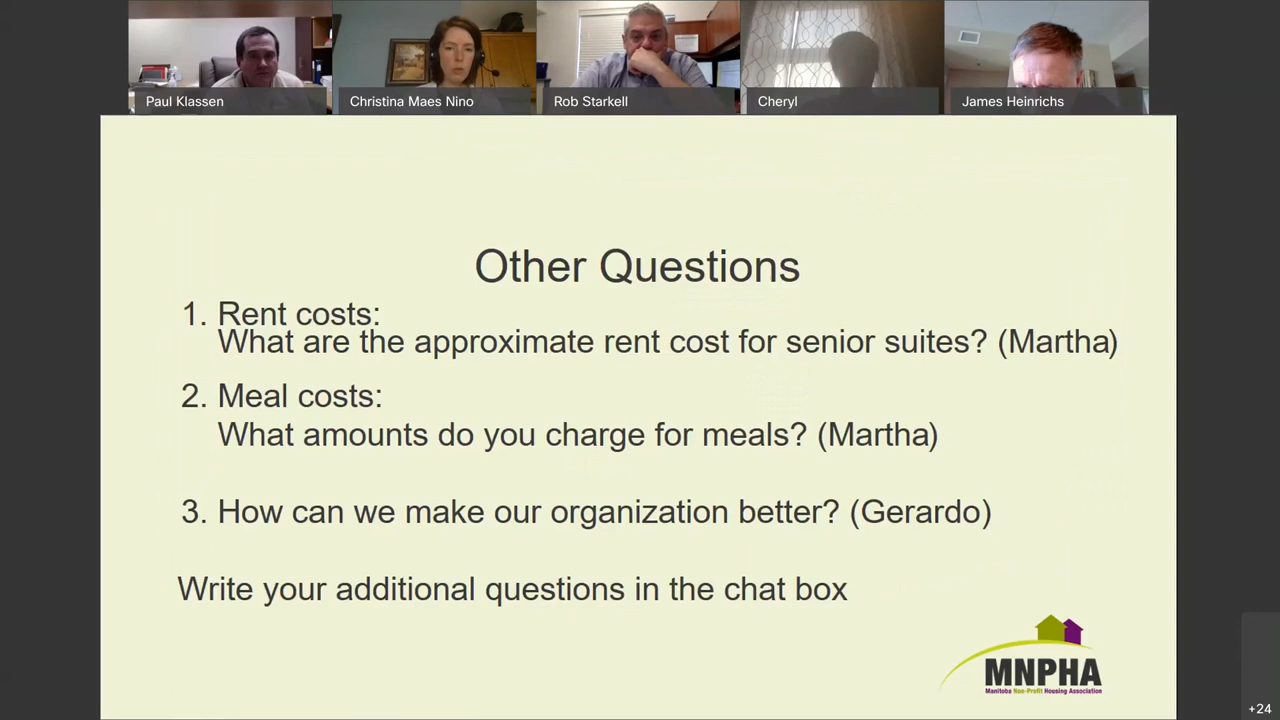 Paul Klassen
Christina Maes Nino
Rob Starkell
Cheryl
James Heinrichs
Other Questions
1. Rent costs:
What are the approximate rent cost for senior suites? (Martha)
2. Meal costs:
What amounts do you charge for meals? (Martha)
3. How can we make our organization better? (Gerardo)
Write your additional questions in the chat box
MNPHA
Manitoba Non-Profit Housing Association
+24